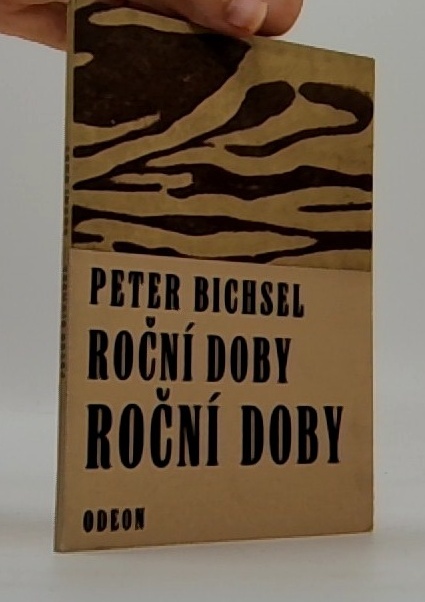 PETER BICHSEL
ROČNÍ DOBY
ROČNÍ DOBY
ODEON